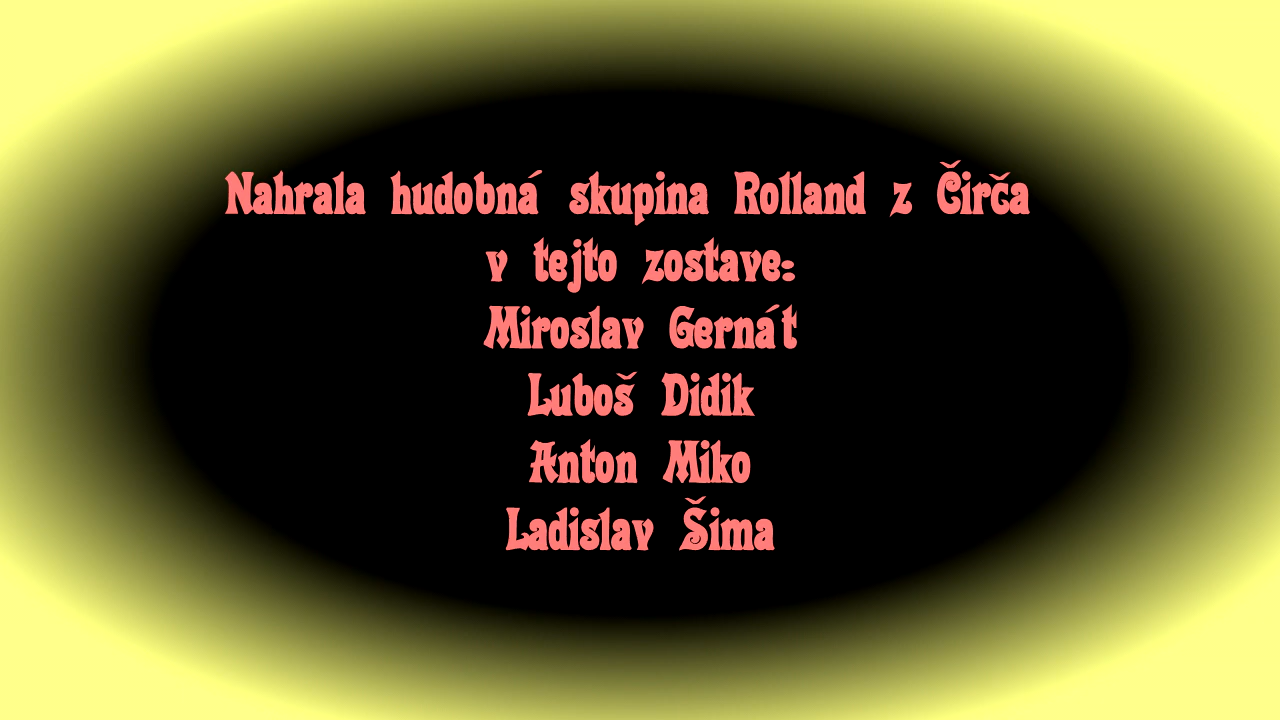 Nahrala hudobná skupina Rolland z Čirča
v tejto zostave:
Miroslav Gernát
Luboš Didik
Anton Miko
Ladislav Šima